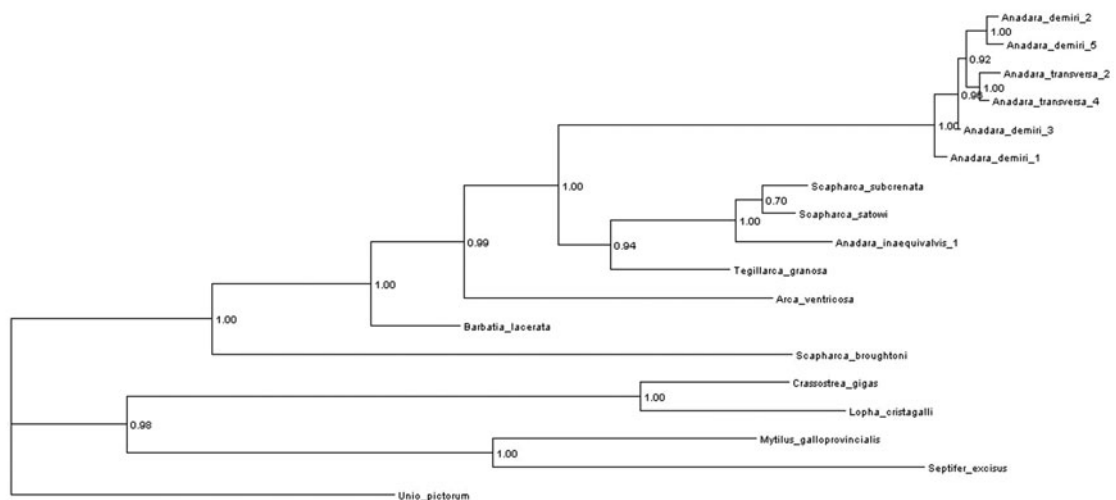 Anadara_demiri_2
1.00
Anadara_demiri_5
0.92
Anadara_transversa_2
1.00
0.96
Anadara_transversa_4
1.00
Anadara_demiri_3
Anadara_demiri_1
Scapharca_subcrenata
1.00
0.70
Scapharca_satowi
1.00
Anadara_inaequivalvis_1
0.99
0.94
Tegillarca_granosa
1.00
Arca_ventricosa
1.00
Barbatia_lacerata
Scapharca_broughtoni
Crassostrea_gigas
1.00
Lopha_cristagalli
0.98
Mytilus_galloprovincialis
1.00
Septifer_excisus
Unio_pictorum